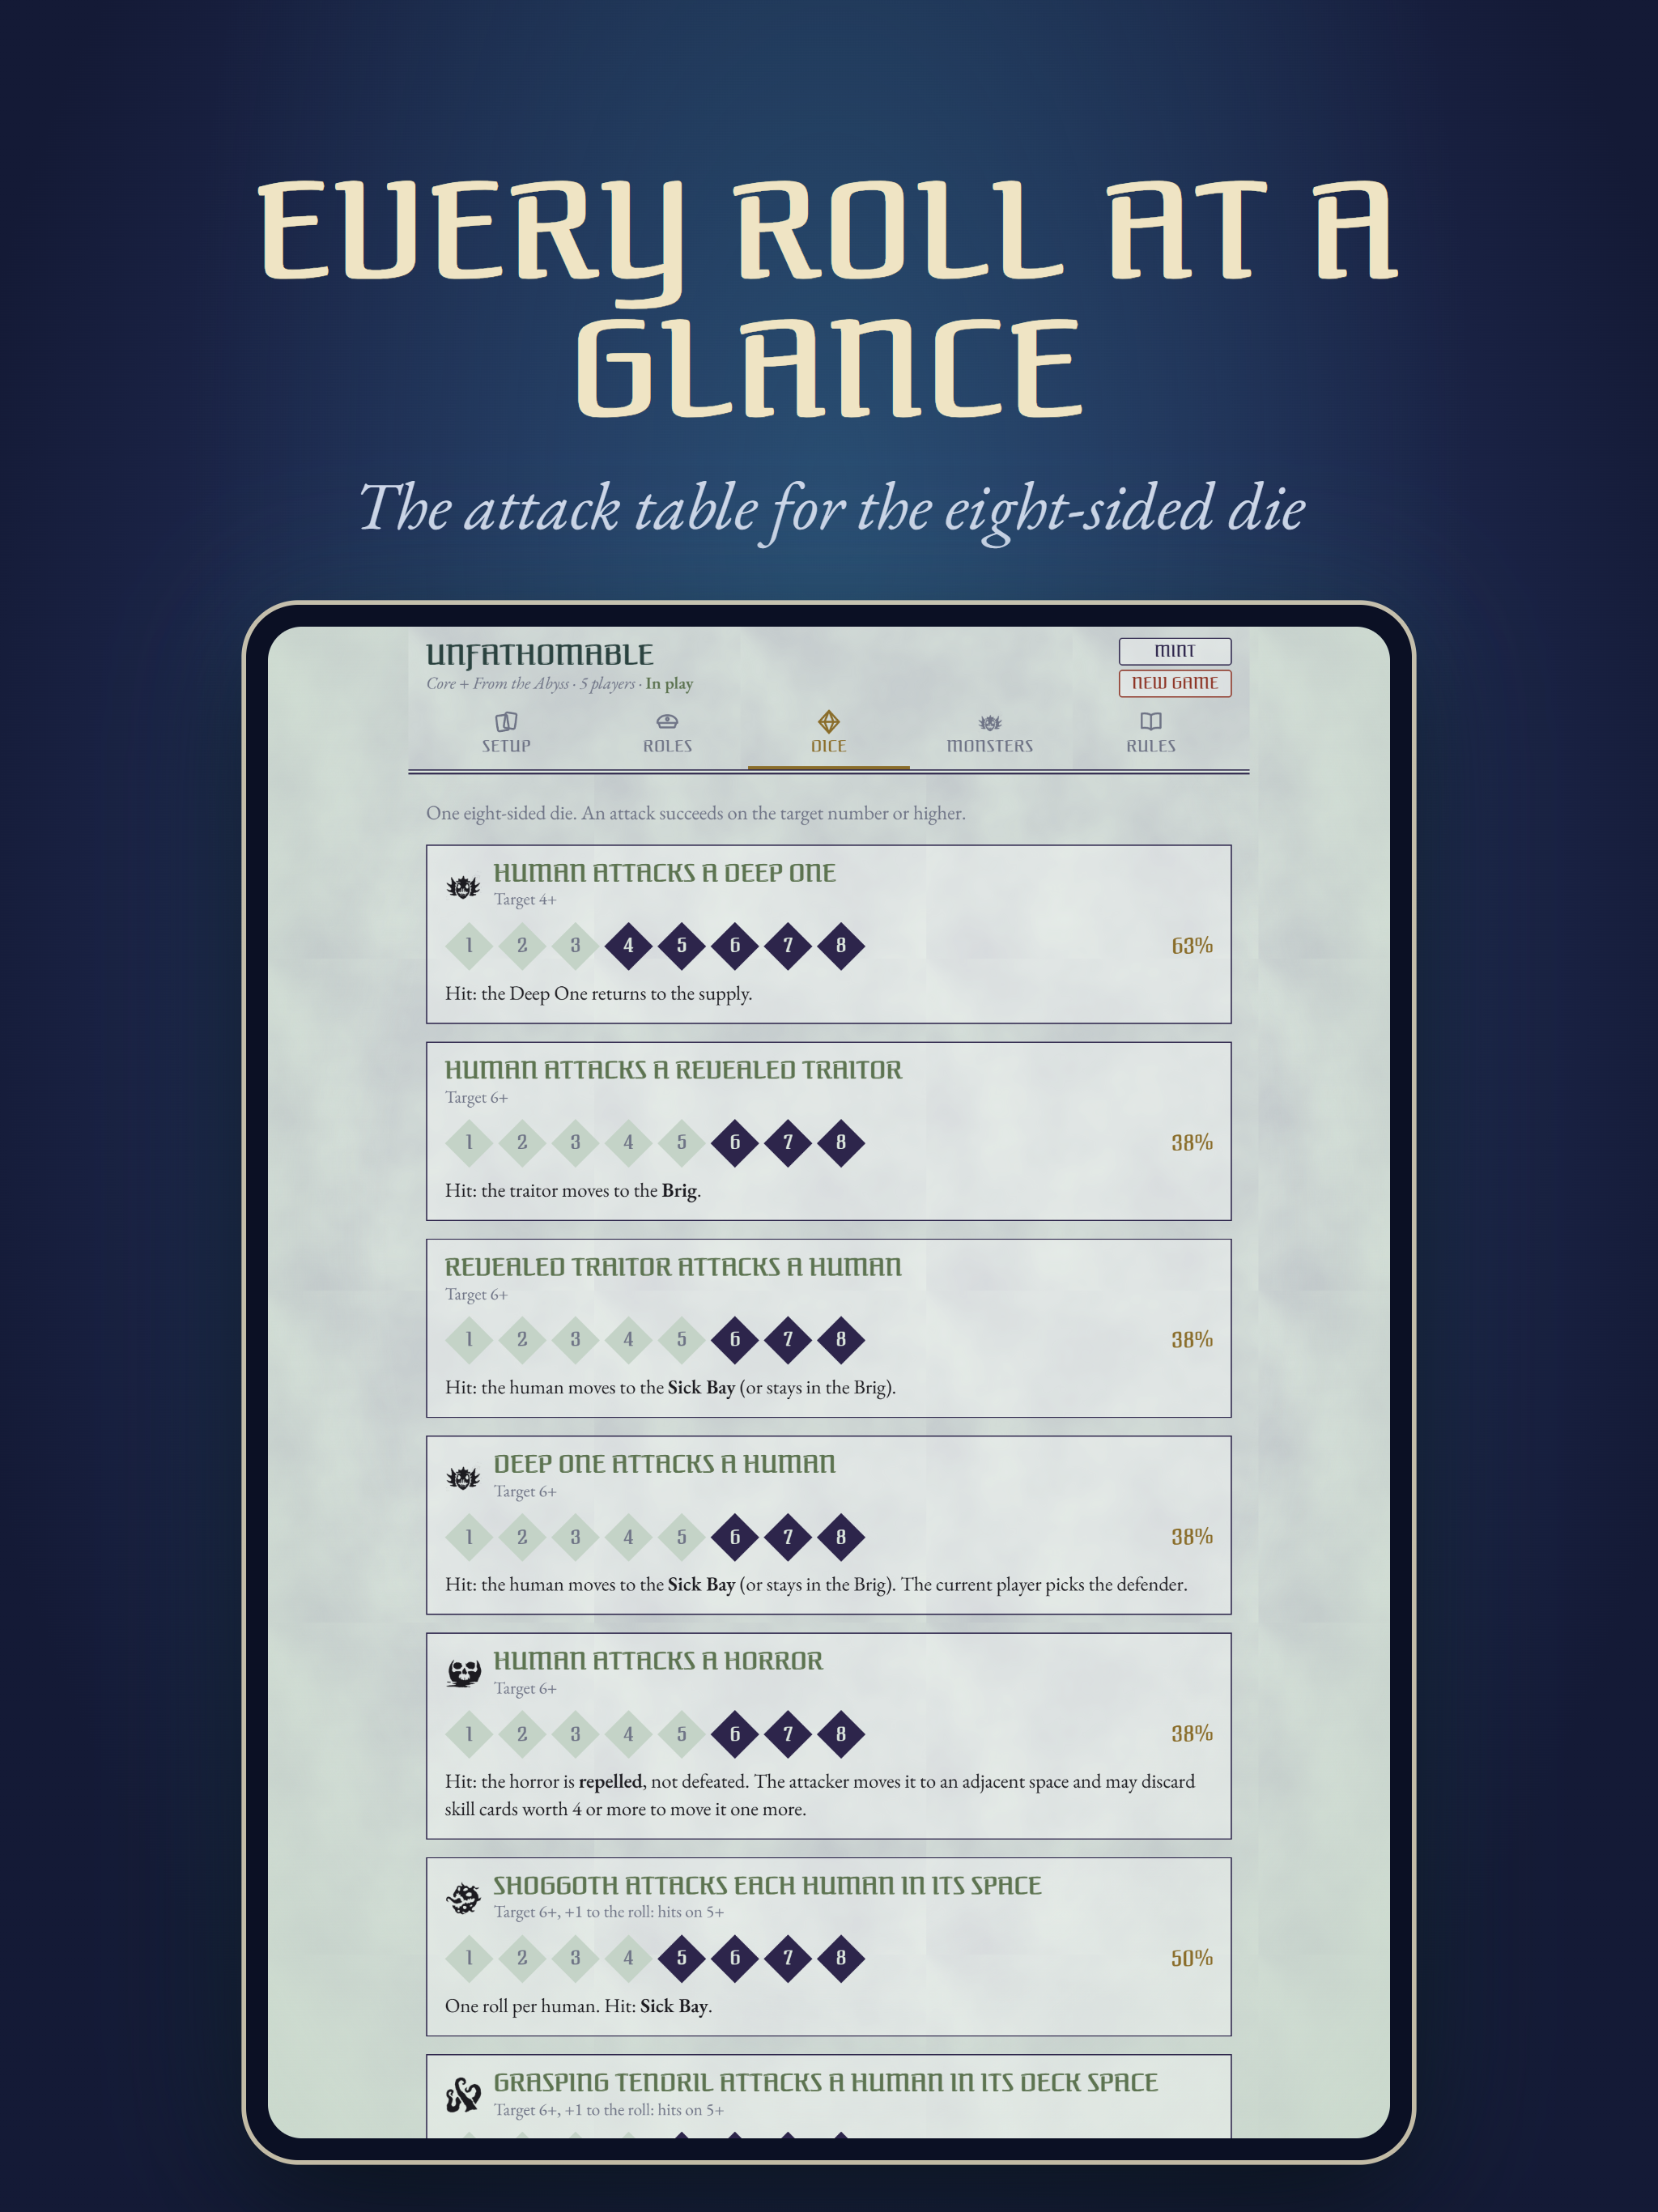 EVERY ROLL AT A
GLANCE
The attack table for the eight-sided die
UNFATHOMABLE
Core + From the Abyss · 5 players · In play
MINT
NEW GAME
SETUP
ROLES
DICE
MONSTERS
RULES
One eight-sided die. An attack succeeds on the target number or higher.
HUMAN ATTACKS A DEEP ONE
Target 4+
1 2 3 4 5 6 7 8 63%
Hit: the Deep One returns to the supply.
HUMAN ATTACKS A REVEALED TRAITOR
Target 6+
1 2 3 4 5 6 7 8 38%
Hit: the traitor moves to the Brig.
REVEALED TRAITOR ATTACKS A HUMAN
Target 6+
1 2 3 4 5 6 7 8 38%
Hit: the human moves to the Sick Bay (or stays in the Brig).
DEEP ONE ATTACKS A HUMAN
Target 6+
1 2 3 4 5 6 7 8 38%
Hit: the human moves to the Sick Bay (or stays in the Brig). The current player picks the defender.
HUMAN ATTACKS A HORROR
Target 6+
1 2 3 4 5 6 7 8 38%
Hit: the horror is repelled, not defeated. The attacker moves it to an adjacent space and may discard
skill cards worth 4 or more to move it one more.
SHOGGOTH ATTACKS EACH HUMAN IN ITS SPACE
Target 6+, +1 to the roll: hits on 5+
1 2 3 4 5 6 7 8 50%
One roll per human. Hit: Sick Bay.
GRASPING TENDRIL ATTACKS A HUMAN IN ITS DECK SPACE
Target 6+, +1 to the roll: hits on 5+